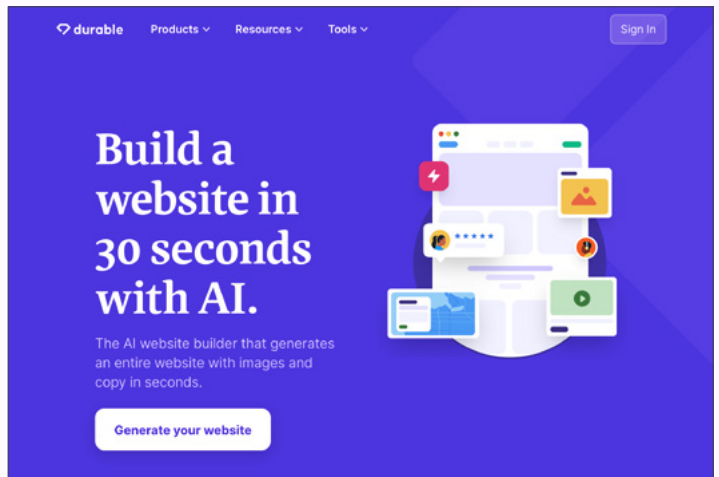 durable Products Resources Tools Sign In
Build a
website in
30 seconds
with AI.
The AI website builder that generates
an entire website with images and
copy in seconds.
Generate your website